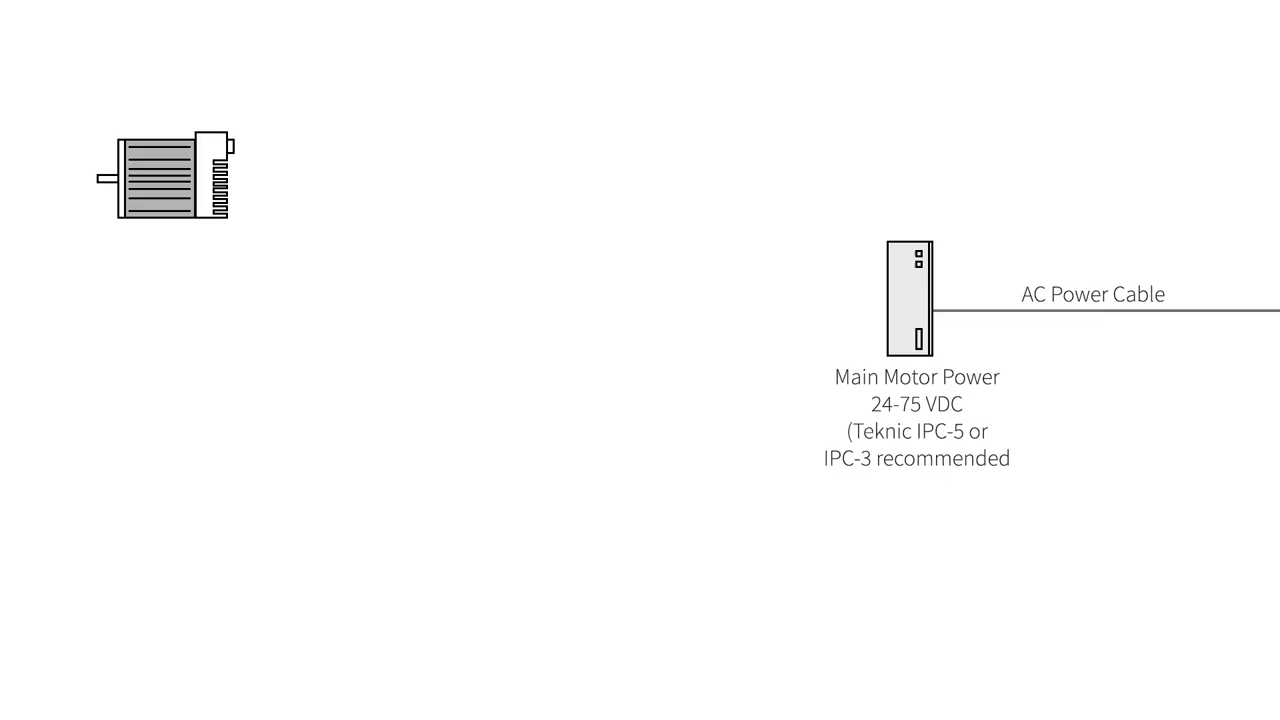 AC Power Cable
Main Motor Power
24-75 VDC
(Teknic IPC-5 or
IPC-3 recommended